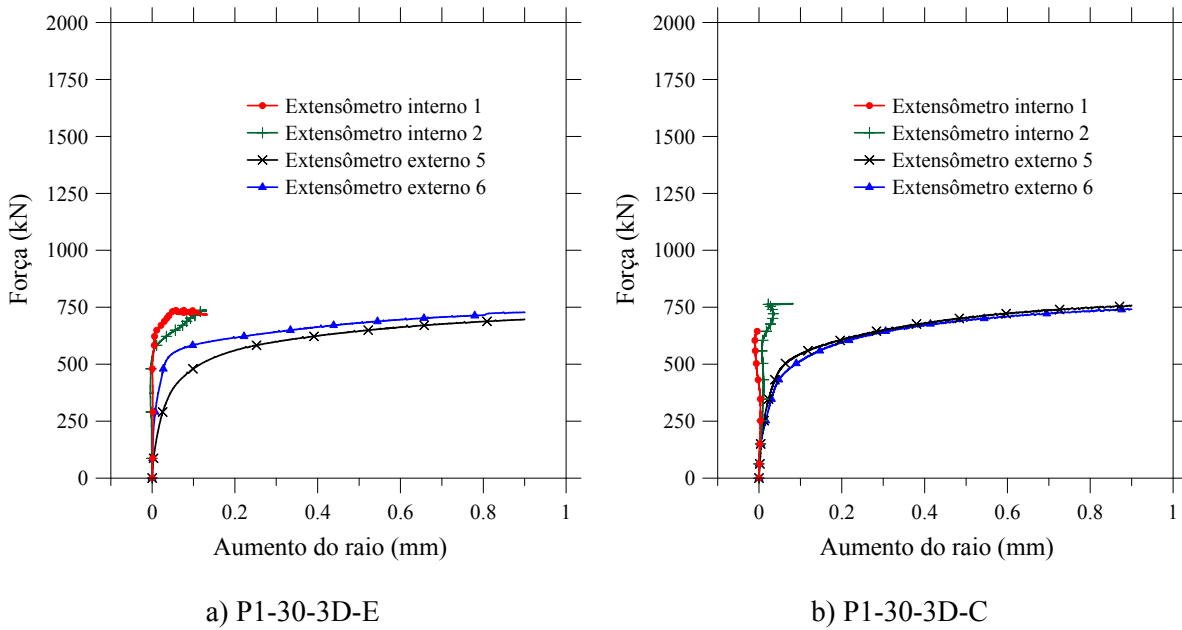 2000
1750
1500
1250
1000
750
500
250
0
Força (kN)
0
0.2
0.4
0.6
0.8
1
Aumento do raio (mm)
Extensômetro interno 1
Extensômetro interno 2
Extensômetro externo 5
Extensômetro externo 6
a) P1-30-3D-E
2000
1750
1500
1250
1000
750
500
250
0
Força (kN)
0
0.2
0.4
0.6
0.8
1
Aumento do raio (mm)
Extensômetro interno 1
Extensômetro interno 2
Extensômetro externo 5
Extensômetro externo 6
b) P1-30-3D-C